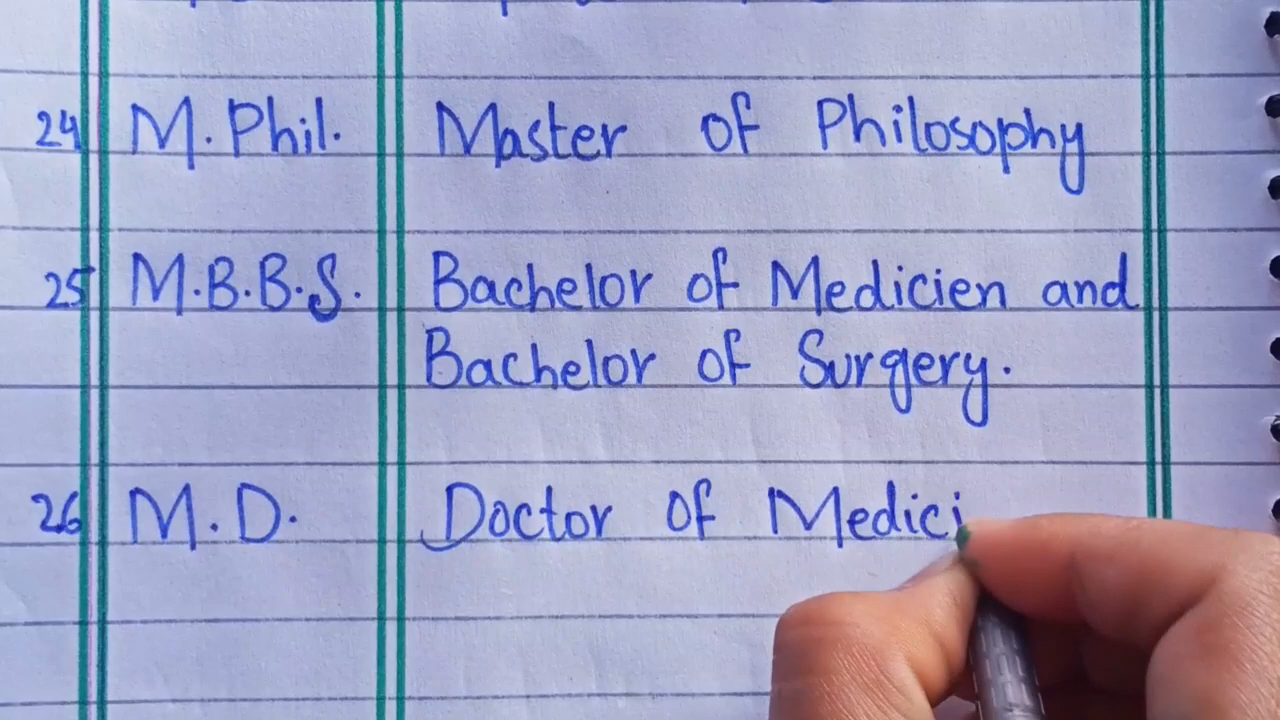 24 M.Phil. Master of Philosophy
25 M.B.B.S. Bachelor of Medicien and
Bachelor of Surgery.
26 M.D. Doctor of Medici